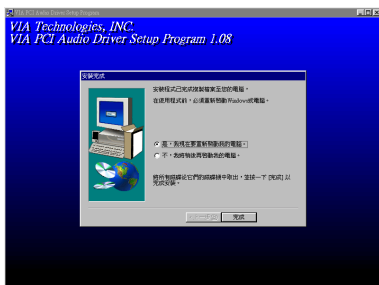 VIA PCI Audio Driver Setup Program
VIA Technologies, INC.
VIA PCI Audio Driver Setup Program 1.08
安裝完成
安裝程式已完成複製檔案至您的電腦。
在使用程式前，必須重新啟動 Windows或電腦。
是，我現在要重新啟動我的電腦。
不，我將稍後再啟動我的電腦。
將所有磁碟從它們的磁碟機中取出，並按一下 [完成] 以
完成安裝。
完成